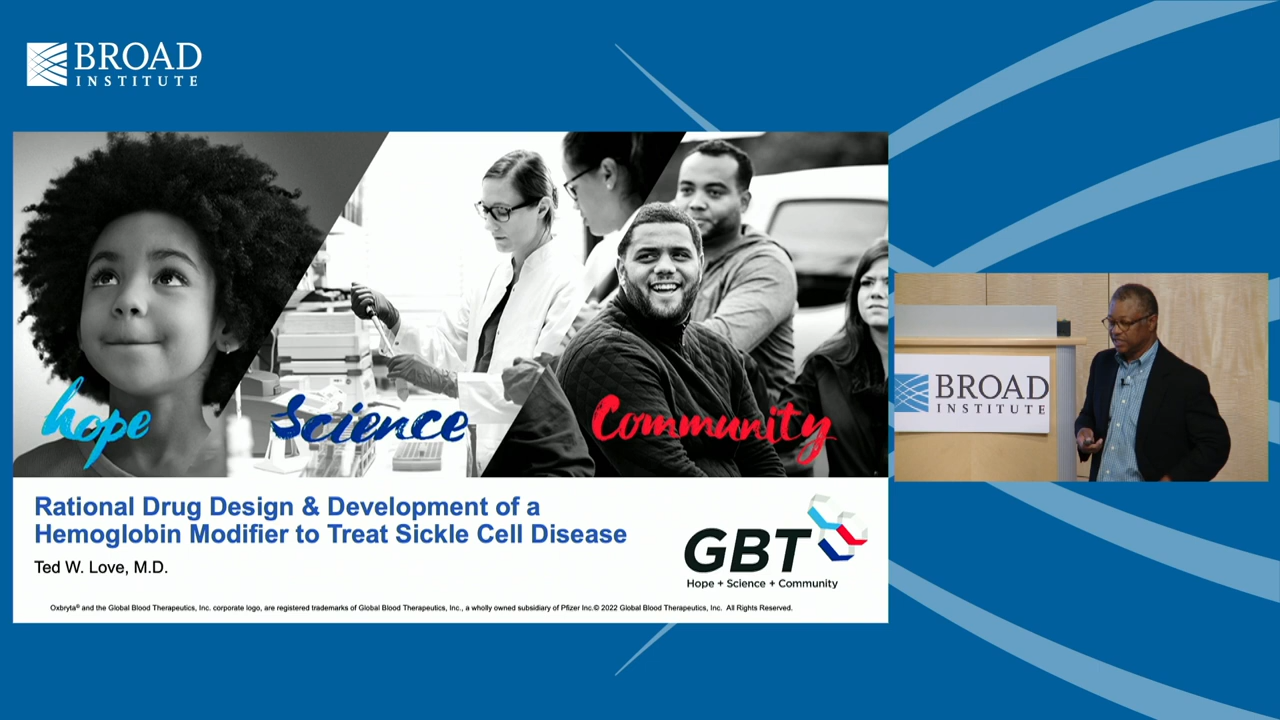 BROAD
INSTITUTE
hope
Science
Community
Rational Drug Design & Development of a
Hemoglobin Modifier to Treat Sickle Cell Disease
Ted W. Love, M.D.
GBT
Hope + Science + Community
Oxbryta® and the Global Blood Therapeutics, Inc. corporate logo, are registered trademarks of Global Blood Therapeutics, Inc., a wholly owned subsidiary of Pfizer Inc.© 2022 Global Blood Therapeutics, Inc. All Rights Reserved.
BROAD
INSTITUTE